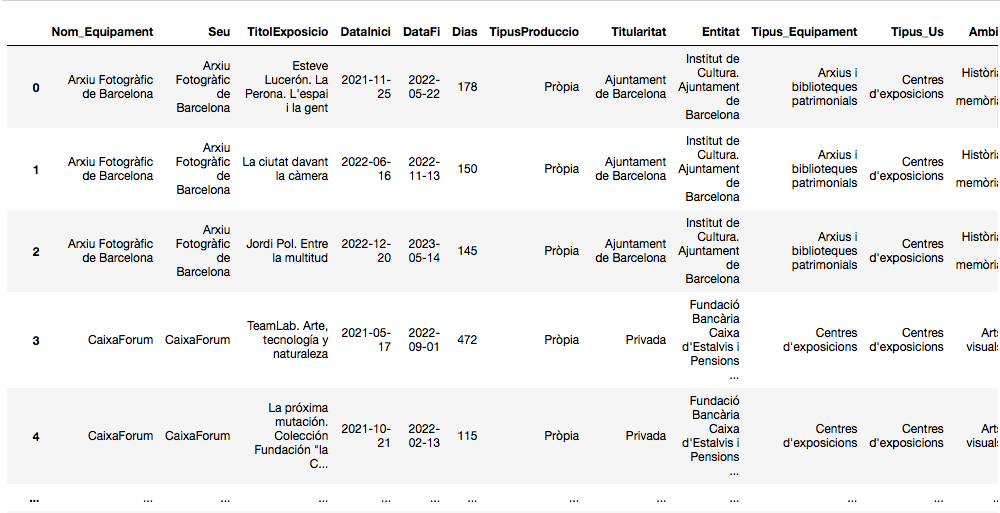 Nom_Equipament Seu TitolExposicio DataInici DataFi Dias TipusProduccio Titularitat Entitat Tipus_Equipament Tipus_Us Ambi
0
Arxiu Fotogràfic
de Barcelona
Arxiu
Fotogràfic
de
Barcelona
Esteve
Lucerón. La
Perona. L'espai
i la gent
2021-11-
25
2022-
05-22
178
Pròpia
Ajuntament
de Barcelona
Institut de
Cultura.
Ajuntament
de
Barcelona
Arxius i
biblioteques
patrimonials
Centres
d'exposicions
Històri
memòria
1
Arxiu Fotogràfic
de Barcelona
Arxiu
Fotogràfic
de
Barcelona
La ciutat davant
la càmera
2022-06-
16
2022-
11-13
150
Pròpia
Ajuntament
de Barcelona
Institut de
Cultura.
Ajuntament
de
Barcelona
Arxius i
biblioteques
patrimonials
Centres
d'exposicions
Històri
memòria
2
Arxiu Fotogràfic
de Barcelona
Arxiu
Fotogràfic
de
Barcelona
Jordi Pol. Entre
la multitud
2022-12-
20
2023-
05-14
145
Pròpia
Ajuntament
de Barcelona
Institut de
Cultura.
Ajuntament
de
Barcelona
Arxius i
biblioteques
patrimonials
Centres
d'exposicions
Històri
memòria
3
CaixaForum
CaixaForum
TeamLab. Arte,
tecnología y
naturaleza
2021-05-
17
2022-
09-01
472
Pròpia
Privada
Fundació
Bancària
Caixa
d'Estalvis i
Pensions
...
Centres
d'exposicions
Centres
d'exposicions
Arts
visuals
4
CaixaForum
CaixaForum
La próxima
mutación.
Colección
Fundación "la
C...
2021-10-
21
2022-
02-13
115
Pròpia
Privada
Fundació
Bancària
Caixa
d'Estalvis i
Pensions
...
Centres
d'exposicions
Centres
d'exposicions
Arts
visuals
... ... ... ... ... ... ... ... ... ... ... ...